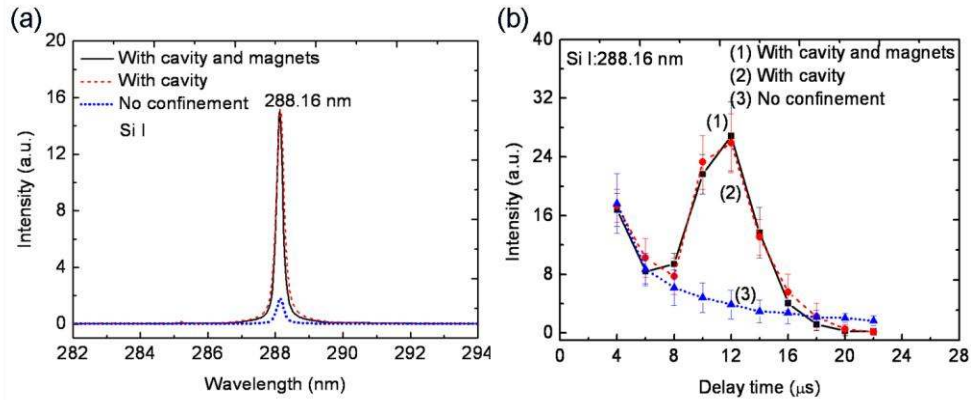 (a)
20
With cavity and magnets
With cavity
16
288.16 nm
No confinement
Si I
12
8
4
0
Intensity (a.u.)
282 284 286 288 290 292 294
Wavelength (nm)
(b)
40
Si I:288.16 nm
(1) With cavity and magnets
(2) With cavity
(3) No confinement
32
(1)
24
(2)
16
8
(3)
0
Intensity (a.u.)
0 4 8 12 16 20 24 28
Delay time (μs)